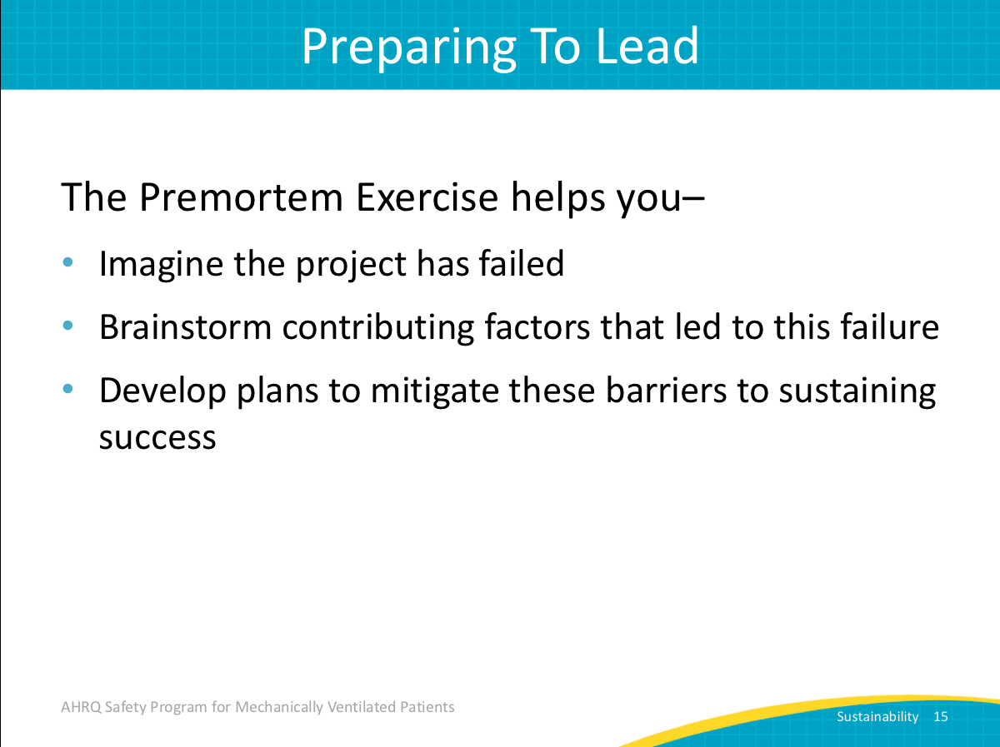 Preparing To Lead
The Premortem Exercise helps you–
• Imagine the project has failed
• Brainstorm contributing factors that led to this failure
• Develop plans to mitigate these barriers to sustaining
success
AHRQ Safety Program for Mechanically Ventilated Patients
Sustainability 15